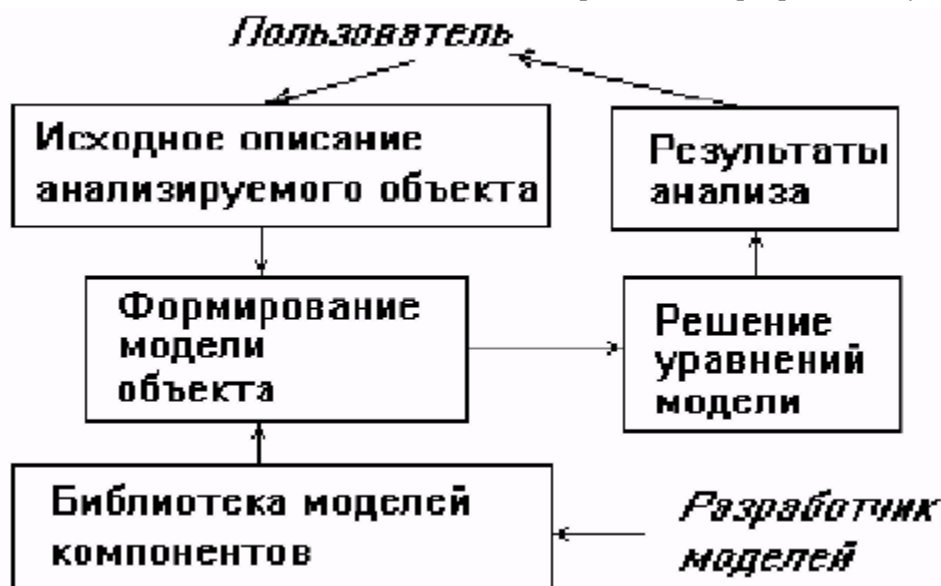 Пользователь
Исходное описание
анализируемого объекта
Результаты
анализа
Формирование
модели
объекта
Решение
уравнений
модели
Библиотека моделей
компонентов
Разработчик
моделей